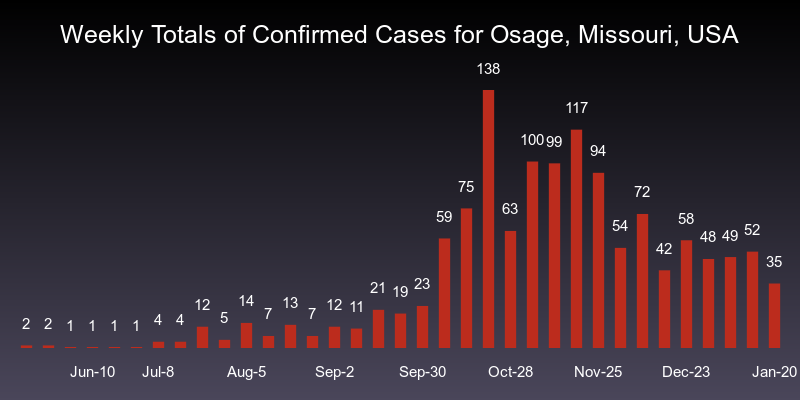 Weekly Totals of Confirmed Cases for Osage, Missouri, USA
2 2 1 1 1 1 4 4 12 5 14 7 13 7 12 11 21 19 23 59 75 138 63 100 99 117 94 54 72 42 58 48 49 52 35
Jun-10 Jul-8 Aug-5 Sep-2 Sep-30 Oct-28 Nov-25 Dec-23 Jan-20